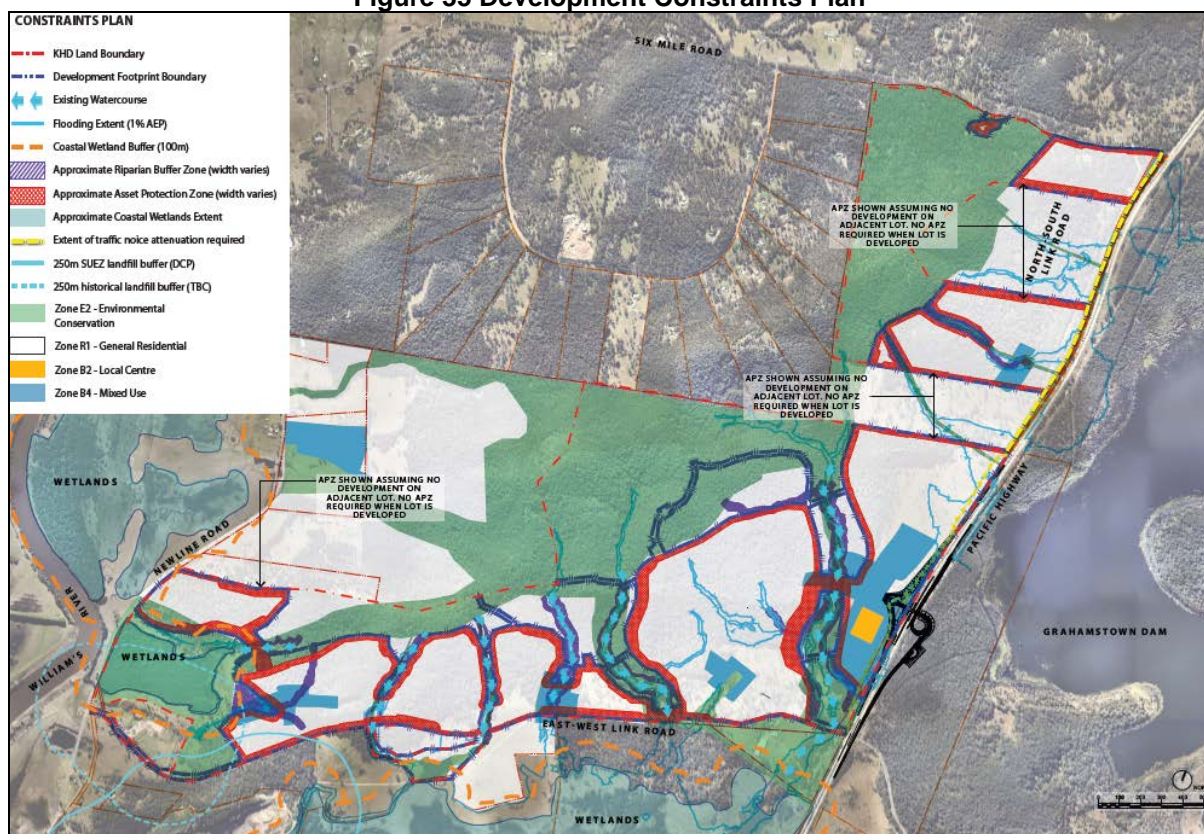 Figure 35 Development Constraints Plan
CONSTRAINTS PLAN
KHD Land Boundary
Development Footprint Boundary
Existing Watercourse
Flooding Extent (1% AEP)
Coastal Wetland Buffer (100m)
Approximate Riparian Buffer Zone (width varies)
Approximate Asset Protection Zone (width varies)
Approximate Coastal Wetlands Extent
Extent of traffic noice attenuation required
250m SUEZ landfill buffer (DCP)
250m historical landfill buffer (TBC)
Zone E2 - Environmental
Conservation
Zone R1 - General Residential
Zone B2 - Local Centre
Zone B4 - Mixed Use
SIX MILE ROAD
APZ SHOWN ASSUMING NO
DEVELOPMENT ON
ADJACENT LOT. NO APZ
REQUIRED WHEN LOT IS
DEVELOPED
NORTH-SOUTH
LINK ROAD
APZ SHOWN ASSUMING NO
DEVELOPMENT ON
ADJACENT LOT. NO APZ
REQUIRED WHEN LOT IS
DEVELOPED
APZ SHOWN ASSUMING NO
DEVELOPMENT ON
ADJACENT LOT. NO APZ
REQUIRED WHEN LOT IS
DEVELOPED
WETLANDS
NEWLINE ROAD
PACIFIC HIGHWAY
GRAHAMSTOWN DAM
WILLIAM'S RIVER
WETLANDS
EAST-WEST LINK ROAD
WETLANDS